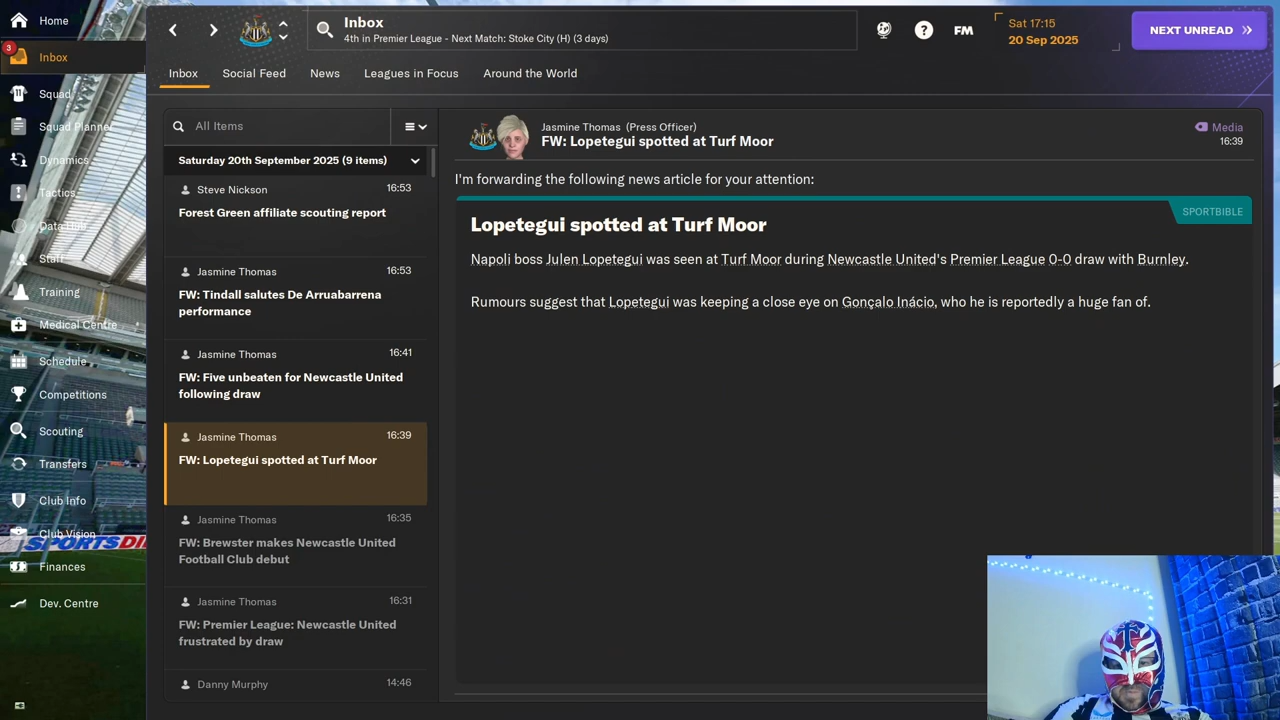 Home
3
Inbox
Squad
Squad Planner
Dynamics
Tactics
Data Hub
Staff
Training
Medical Centre
Schedule
Competitions
Scouting
Transfers
Club Info
Club Vision
SPORTSDI
Finances
Dev. Centre
Inbox
4th in Premier League - Next Match: Stoke City (H) (3 days)
?
FM
Sat 17:15
20 Sep 2025
NEXT UNREAD
Inbox
Social Feed
News
Leagues in Focus
Around the World
All Items
Saturday 20th September 2025 (9 items)
Steve Nickson
16:53
Forest Green affiliate scouting report
Jasmine Thomas
16:53
FW: Tindall salutes De Arruabarrena
performance
Jasmine Thomas
16:41
FW: Five unbeaten for Newcastle United
following draw
Jasmine Thomas
16:39
FW: Lopetegui spotted at Turf Moor
Jasmine Thomas
16:35
FW: Brewster makes Newcastle United
Football Club debut
Jasmine Thomas
16:31
FW: Premier League: Newcastle United
frustrated by draw
Danny Murphy
14:46
Jasmine Thomas (Press Officer)
FW: Lopetegui spotted at Turf Moor
Media
16:39
I'm forwarding the following news article for your attention:
SPORTBIBLE
Lopetegui spotted at Turf Moor
Napoli boss Julen Lopetegui was seen at Turf Moor during Newcastle United's Premier League 0-0 draw with Burnley.
Rumours suggest that Lopetegui was keeping a close eye on Gonçalo Inácio, who he is reportedly a huge fan of.